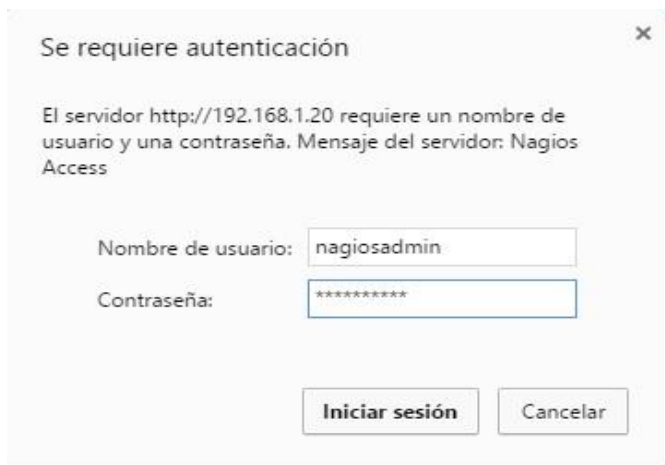 Se requiere autenticación
El servidor http://192.168.1.20 requiere un nombre de
usuario y una contraseña. Mensaje del servidor: Nagios
Access
Nombre de usuario: nagiosadmin
Contraseña: **********
Iniciar sesión Cancelar